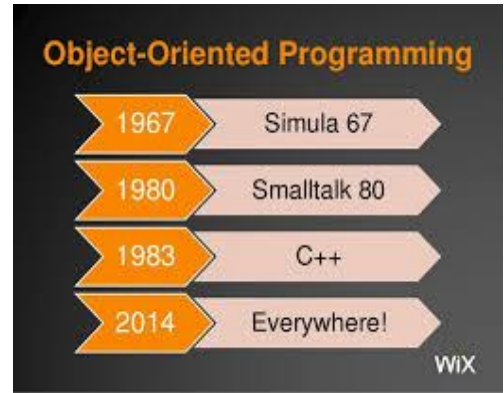 Object-Oriented Programming
1967 Simula 67
1980 Smalltalk 80
1983 C++
2014 Everywhere!
WiX